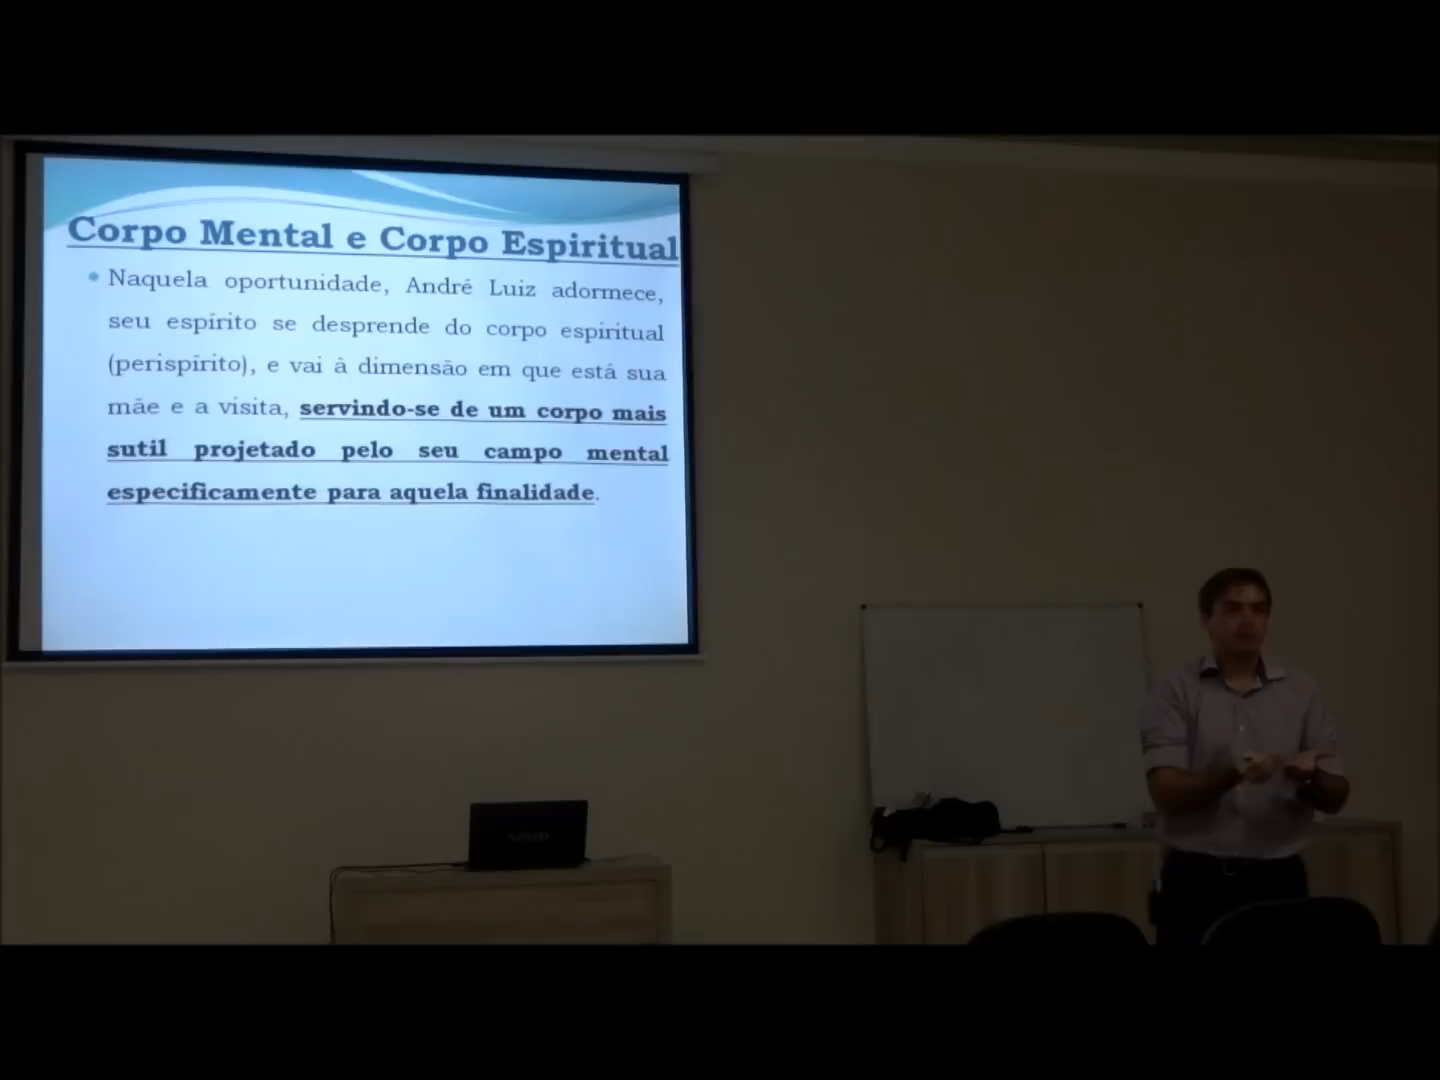 Corpo Mental e Corpo Espiritual
• Naquela oportunidade, André Luiz adormece,
seu espírito se desprende do corpo espiritual
(perispírito), e vai à dimensão em que está sua
mãe e a visita, servindo-se de um corpo mais
sutil projetado pelo seu campo mental
especificamente para aquela finalidade.